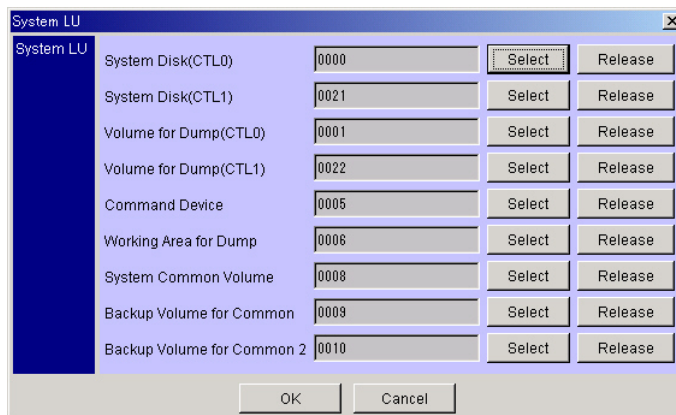 System LU
System LU
System Disk(CTL0) 0000 Select Release
System Disk(CTL1) 0021 Select Release
Volume for Dump(CTL0) 0001 Select Release
Volume for Dump(CTL1) 0022 Select Release
Command Device 0005 Select Release
Working Area for Dump 0006 Select Release
System Common Volume 0008 Select Release
Backup Volume for Common 0009 Select Release
Backup Volume for Common 2 0010 Select Release
OK Cancel